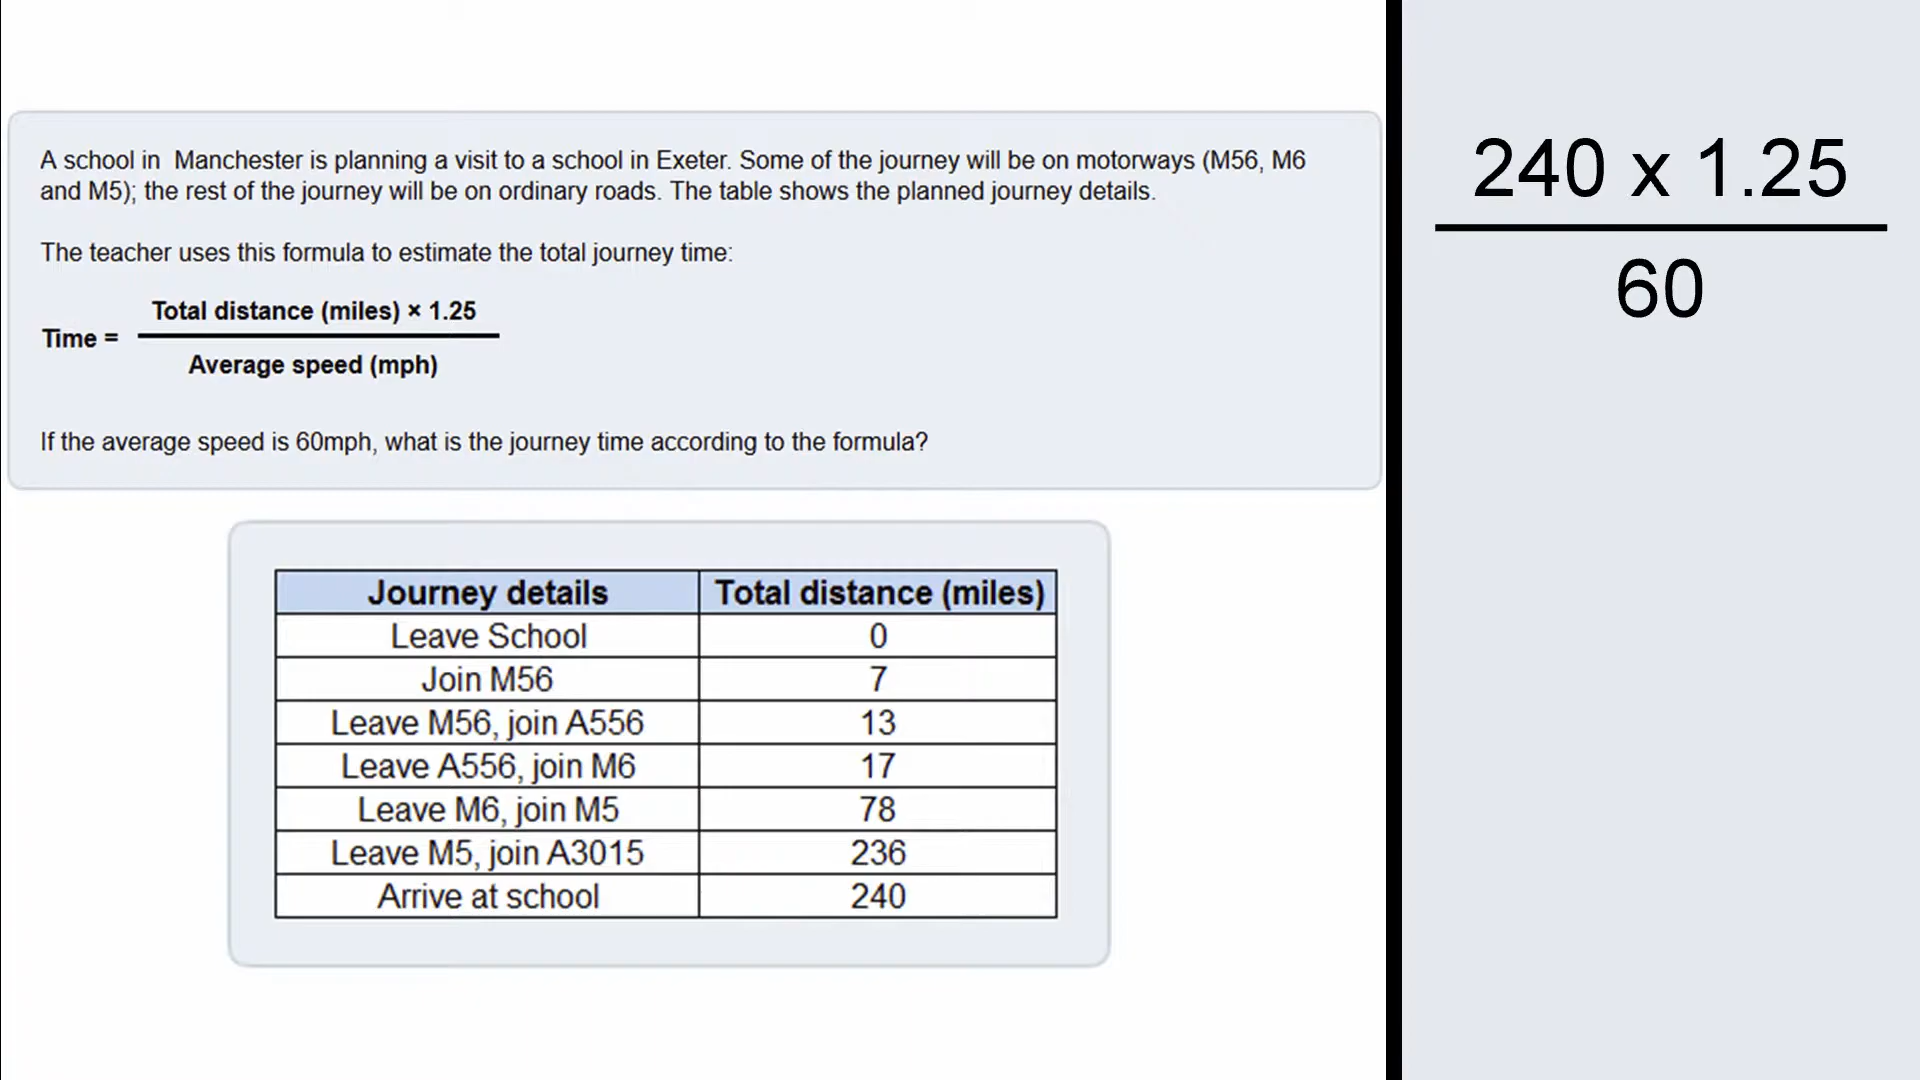 A school in  Manchester is planning a visit to a school in Exeter. Some of the journey will be on motorways (M56, M6
and M5); the rest of the journey will be on ordinary roads. The table shows the planned journey details.
The teacher uses this formula to estimate the total journey time:
Total distance (miles) × 1.25
Time =
Average speed (mph)
If the average speed is 60mph, what is the journey time according to the formula?
Journey details Total distance (miles)
Leave School 0
Join M56 7
Leave M56, join A556 13
Leave A556, join M6 17
Leave M6, join M5 78
Leave M5, join A3015 236
Arrive at school 240
240 x 1.25
60